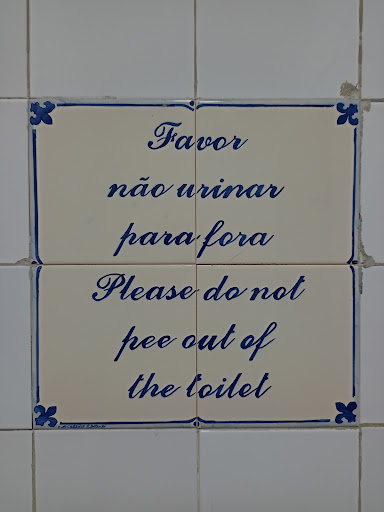 Favor
não urinar
para fora
Please do not
pee out of
the toilet